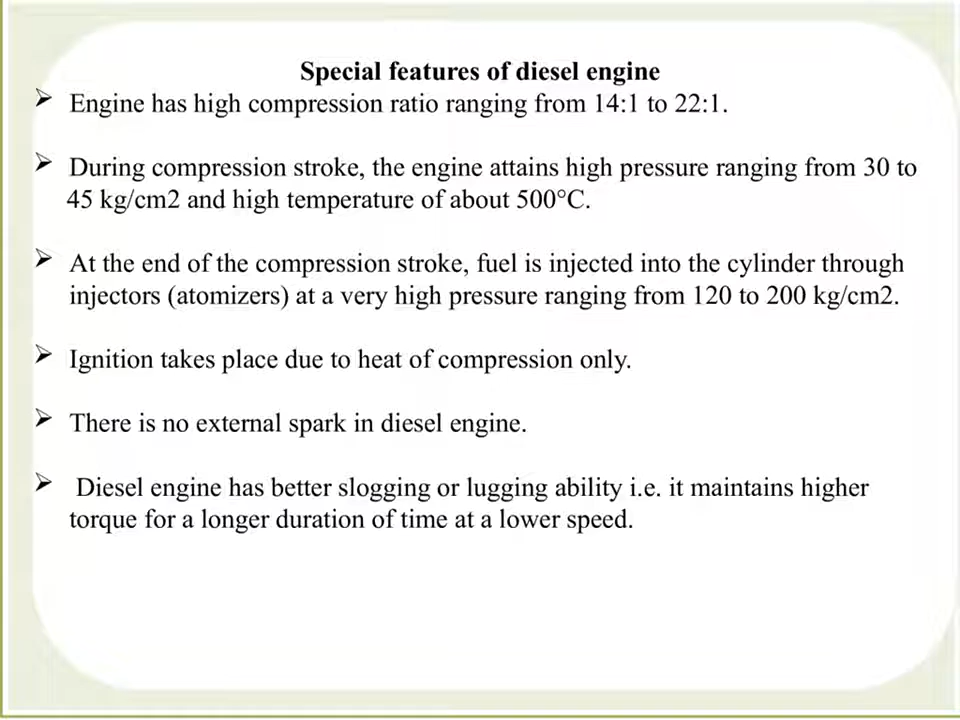 Special features of diesel engine
➢ Engine has high compression ratio ranging from 14:1 to 22:1.
➢ During compression stroke, the engine attains high pressure ranging from 30 to
45 kg/cm2 and high temperature of about 500°C.
➢ At the end of the compression stroke, fuel is injected into the cylinder through
injectors (atomizers) at a very high pressure ranging from 120 to 200 kg/cm2.
➢ Ignition takes place due to heat of compression only.
➢ There is no external spark in diesel engine.
➢ Diesel engine has better slogging or lugging ability i.e. it maintains higher
torque for a longer duration of time at a lower speed.